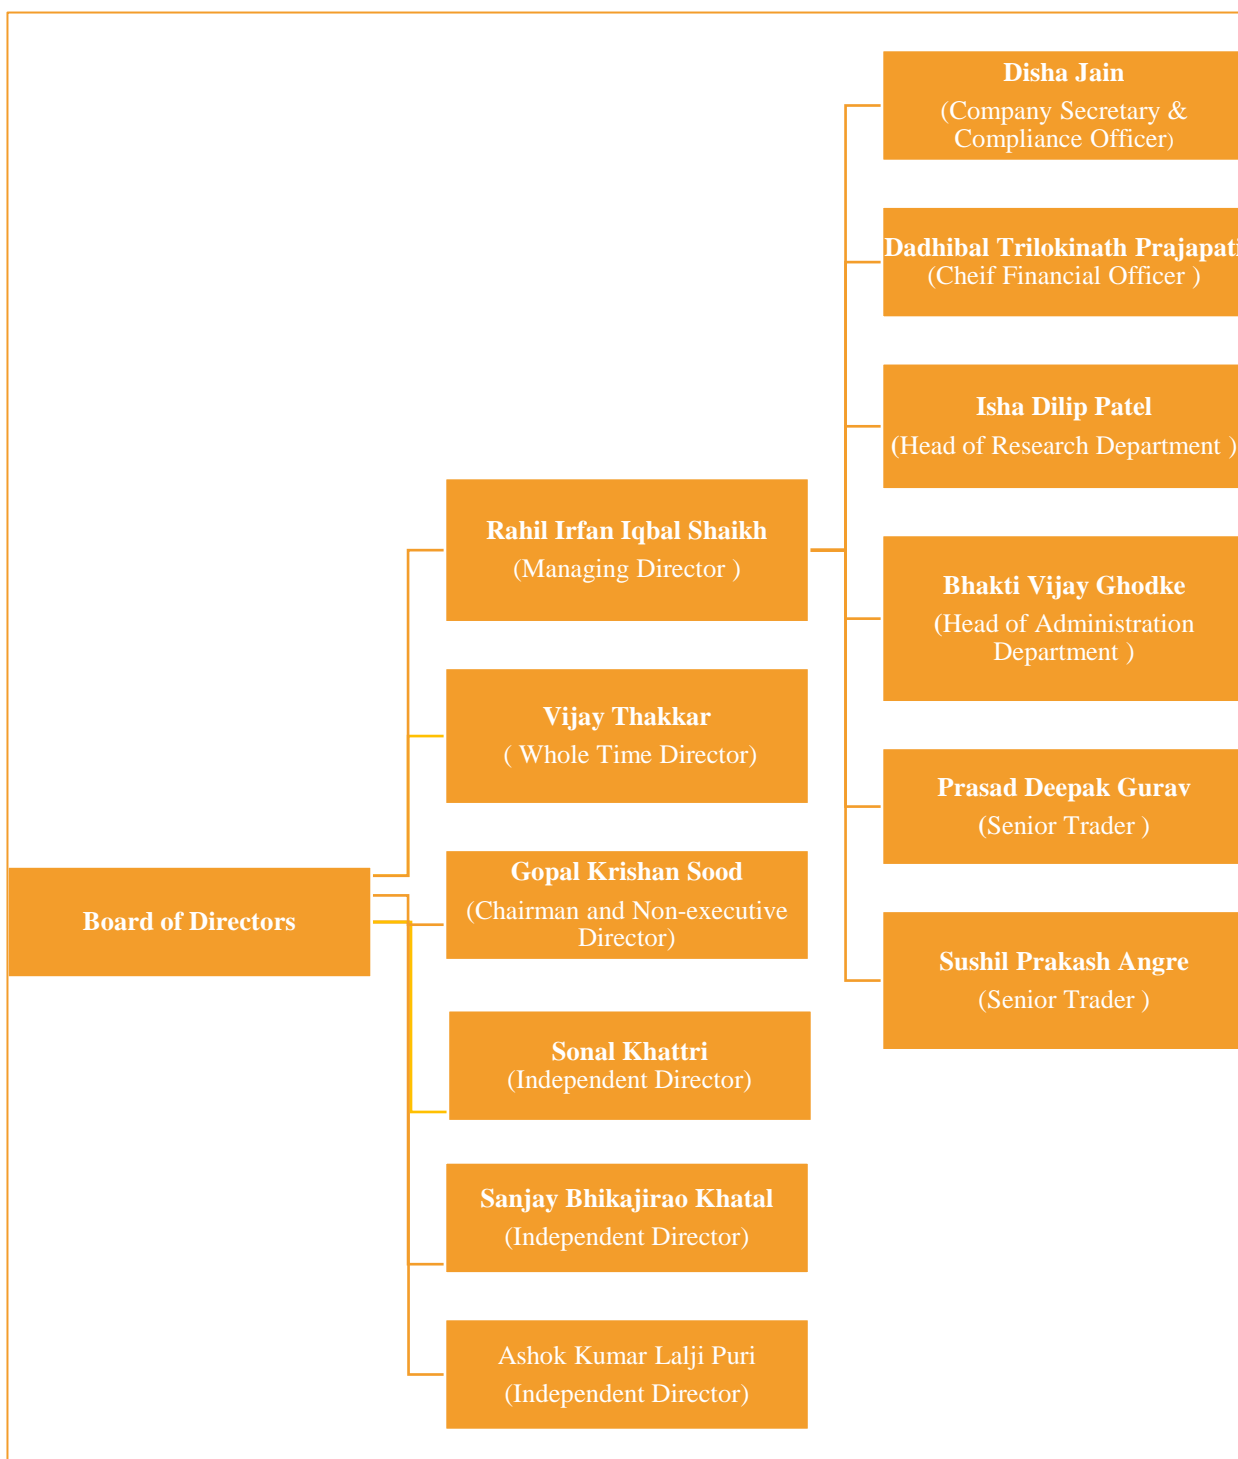 Board of Directors
Rahil Irfan Iqbal Shaikh
(Managing Director )
Vijay Thakkar
( Whole Time Director)
Gopal Krishan Sood
(Chairman and Non-executive
Director)
Sonal Khattri
(Independent Director)
Sanjay Bhikajirao Khatal
(Independent Director)
Ashok Kumar Lalji Puri
(Independent Director)
Disha Jain
(Company Secretary &
Compliance Officer)
Dadhibal Trilokinath Prajapati
(Cheif Financial Officer )
Isha Dilip Patel
(Head of Research Department )
Bhakti Vijay Ghodke
(Head of Administration
Department )
Prasad Deepak Gurav
(Senior Trader )
Sushil Prakash Angre
(Senior Trader )